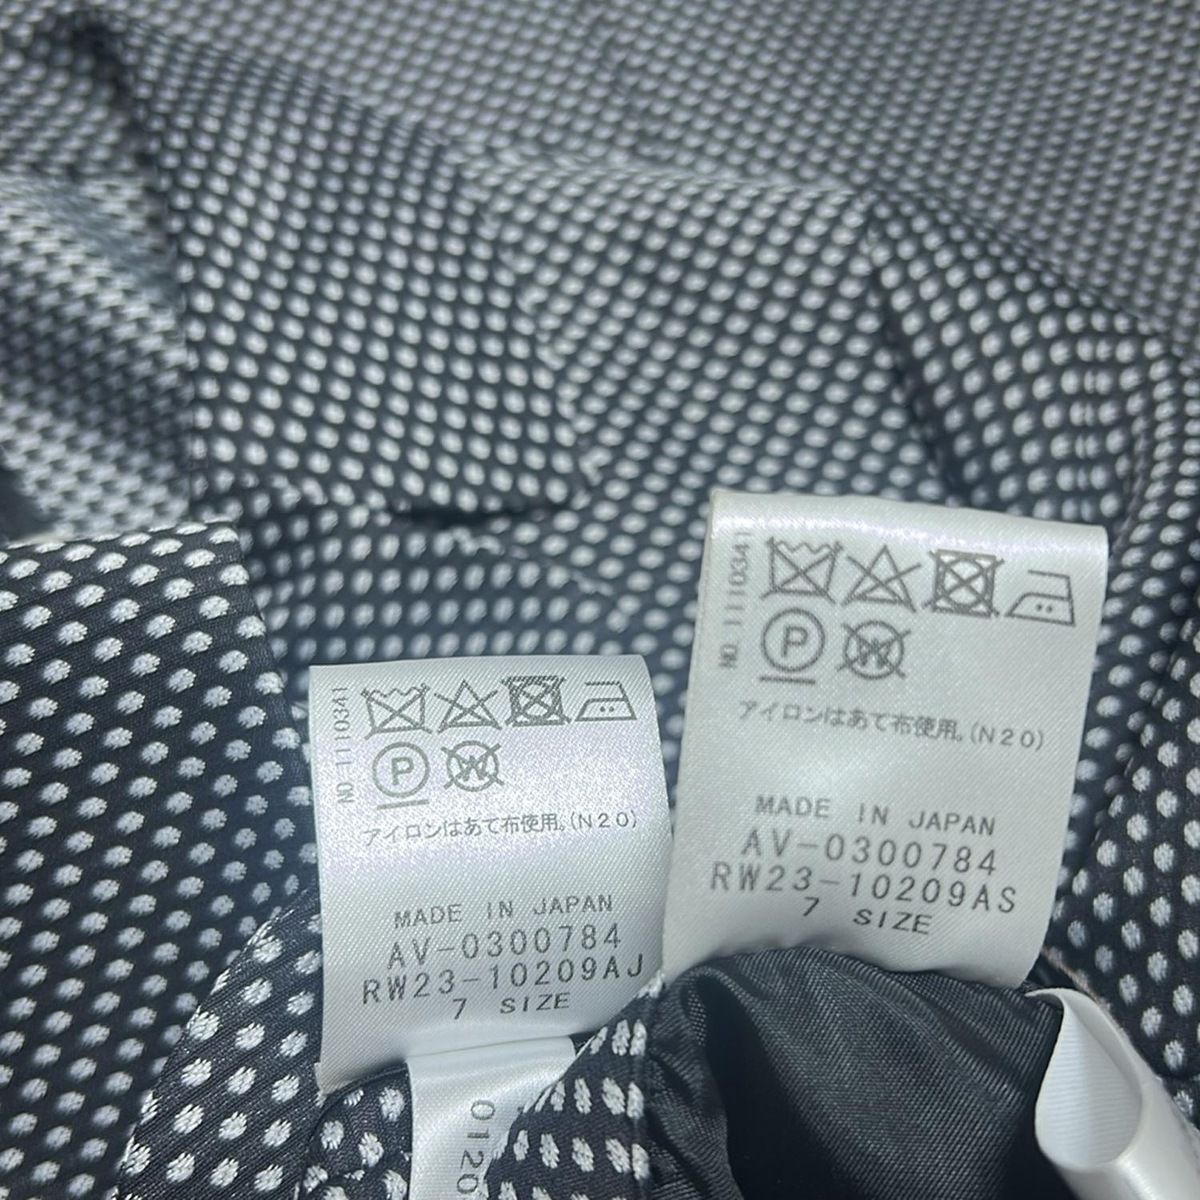 NO. 1110341
P
W
アイロンはあて布使用。(N20)
MADE IN JAPAN
AV-0300784
RW23-10209AJ
7 SIZE
0120
NO. 1110341
P
W
アイロンはあて布使用。(N20)
MADE IN JAPAN
AV-0300784
RW23-10209AS
7 SIZE